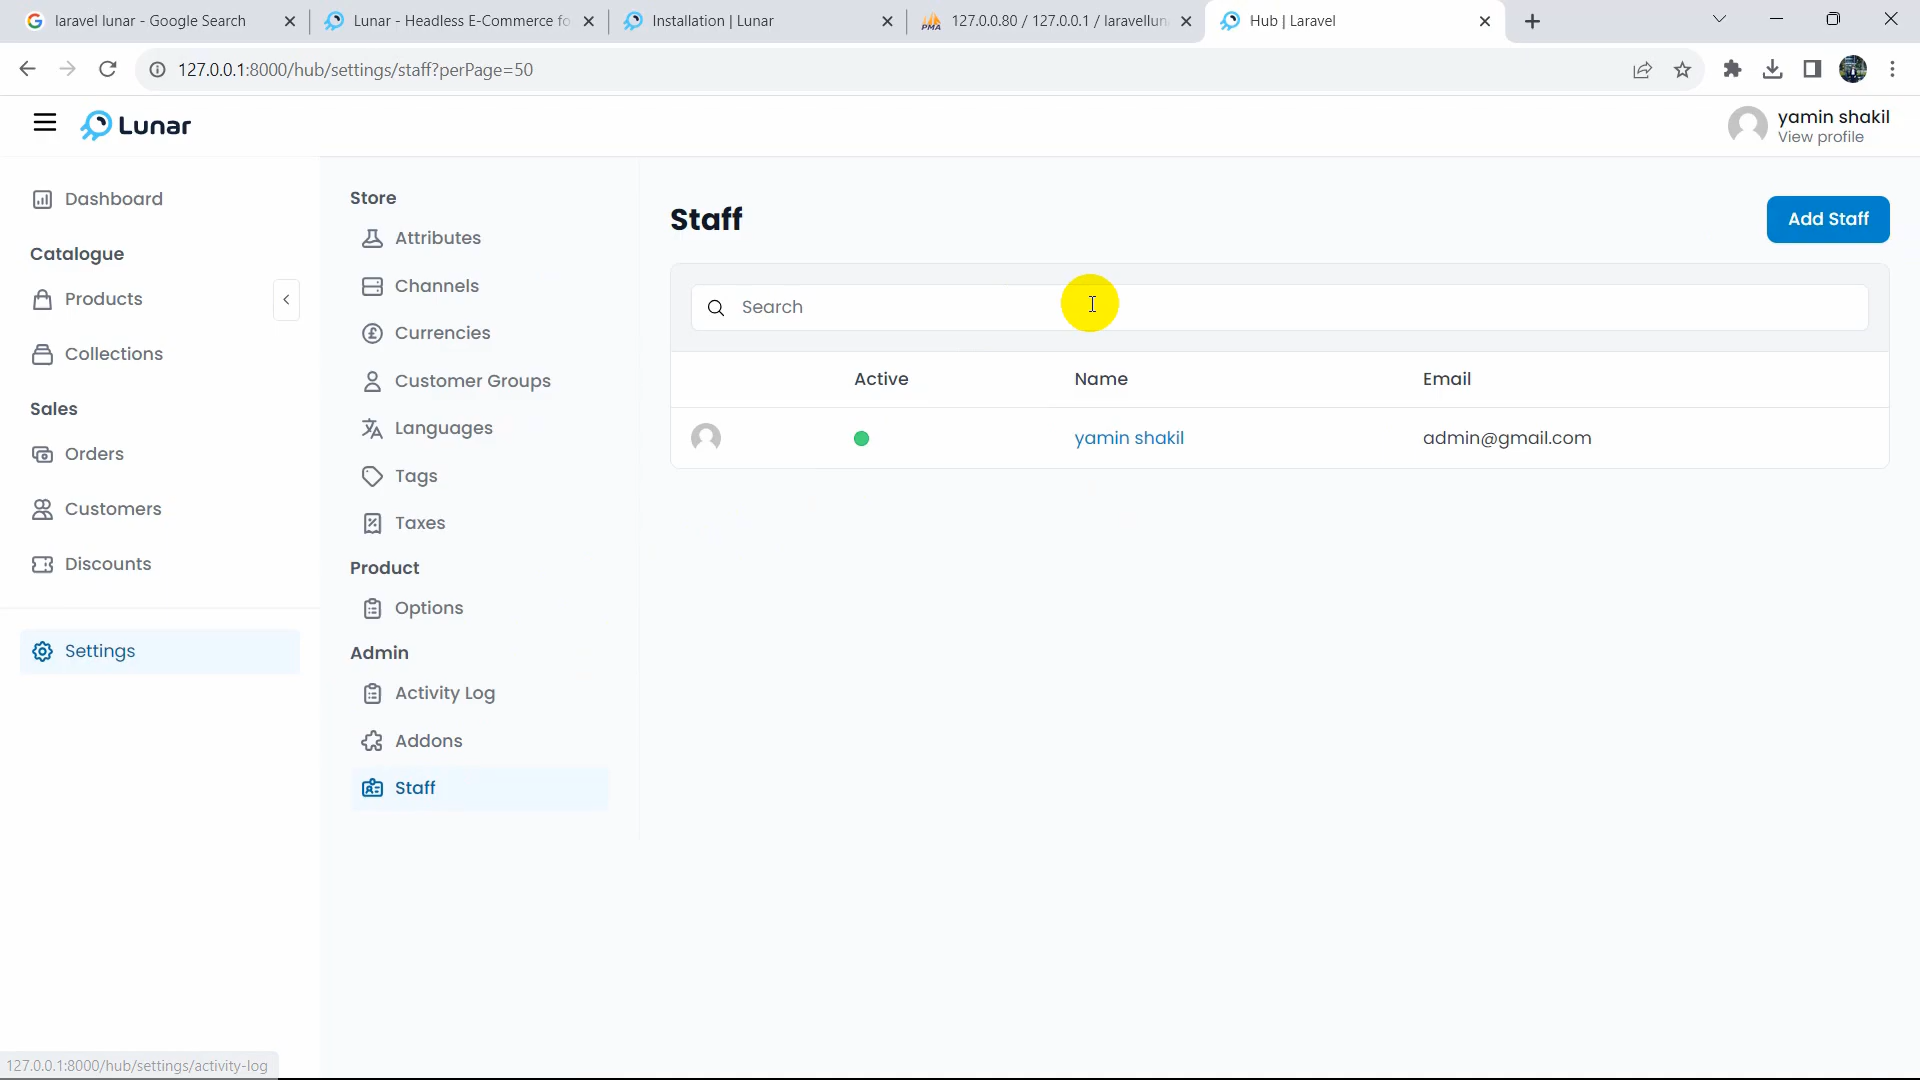 laravel lunar - Google Search
Lunar - Headless E-Commerce fo
Installation | Lunar
127.0.0.80 / 127.0.0.1 / laravellun
Hub | Laravel
127.0.0.1:8000/hub/settings/staff?perPage=50
Lunar
yamin shakil
View profile
Dashboard
Catalogue
Products
Collections
Sales
Orders
Customers
Discounts
Settings
Store
Attributes
Channels
Currencies
Customer Groups
Languages
Tags
Taxes
Product
Options
Admin
Activity Log
Addons
Staff
Staff
Add Staff
Search
Active Name Email
yamin shakil admin@gmail.com
127.0.0.1:8000/hub/settings/activity-log